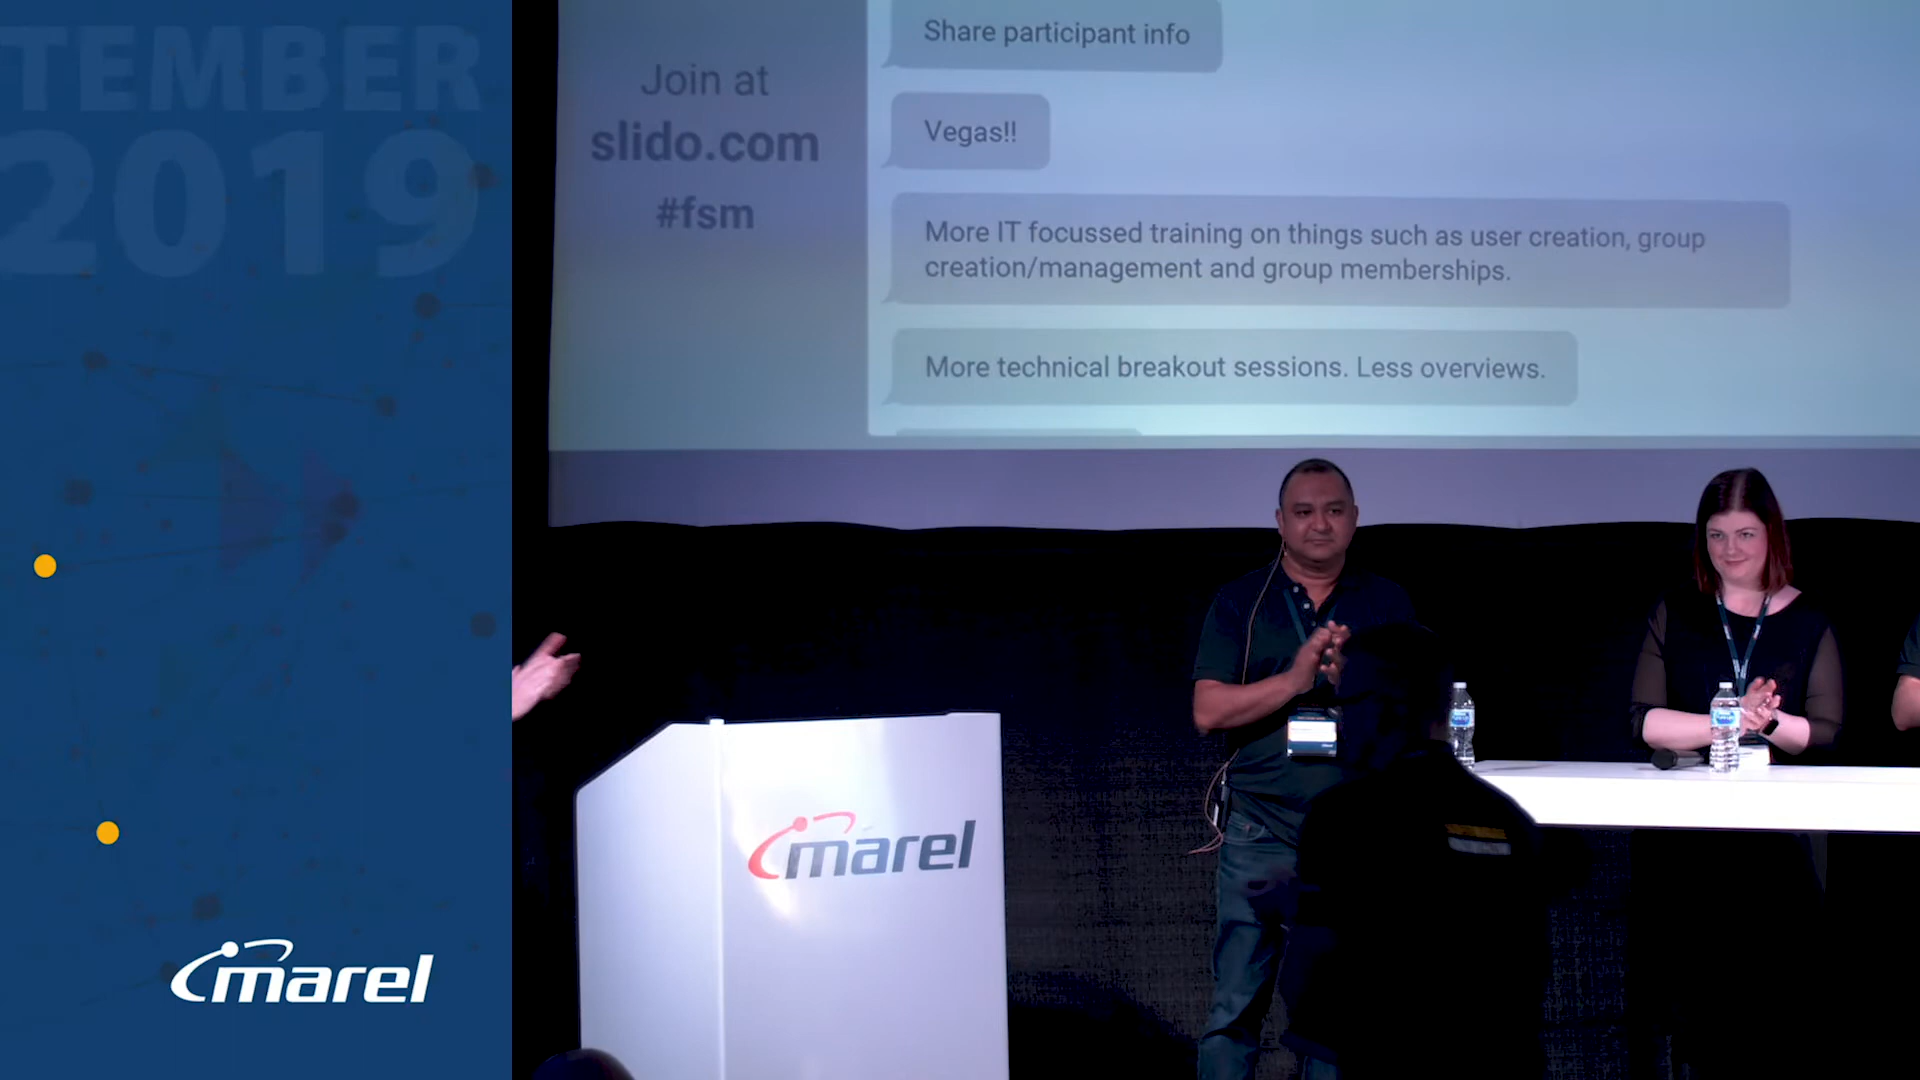 TEMBER
2019
marel
Join at
slido.com
#fsm
Share participant info
Vegas!!
More IT focussed training on things such as user creation, group
creation/management and group memberships.
More technical breakout sessions. Less overviews.
marel